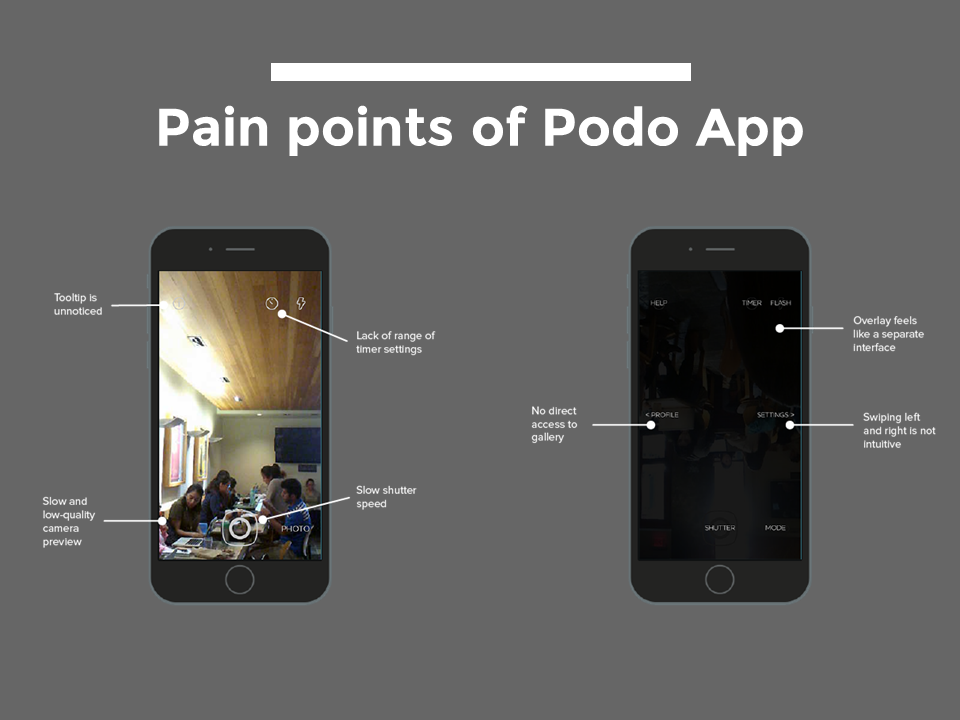 Pain points of Podo App
Tooltip is
unnoticed
Lack of range of
timer settings
Slow and
low-quality
camera
preview
Slow shutter
speed
PHOTO
HELP
TIMER FLASH
Overlay feels
like a separate
interface
No direct
access to
gallery
< PROFILE
SETTINGS >
Swiping left
and right is not
intuitive
SHUTTER
MODE